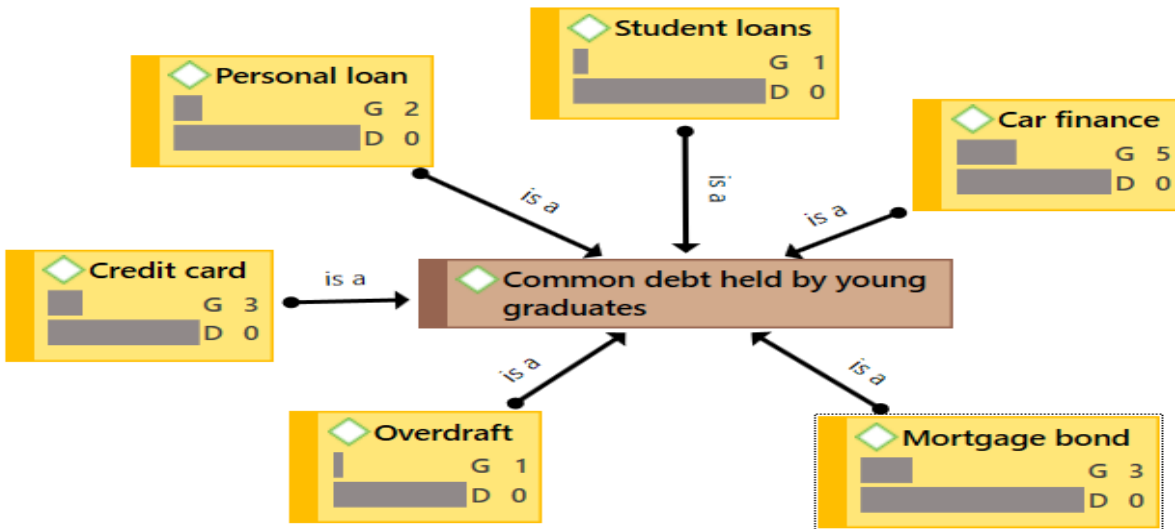 Student loans
G 1
D 0
Personal loan
G 2
D 0
Car finance
G 5
D 0
is a
is a
is a
Credit card
G 3
D 0
is a
Common debt held by young
graduates
is a
is a
Overdraft
G 1
D 0
Mortgage bond
G 3
D 0